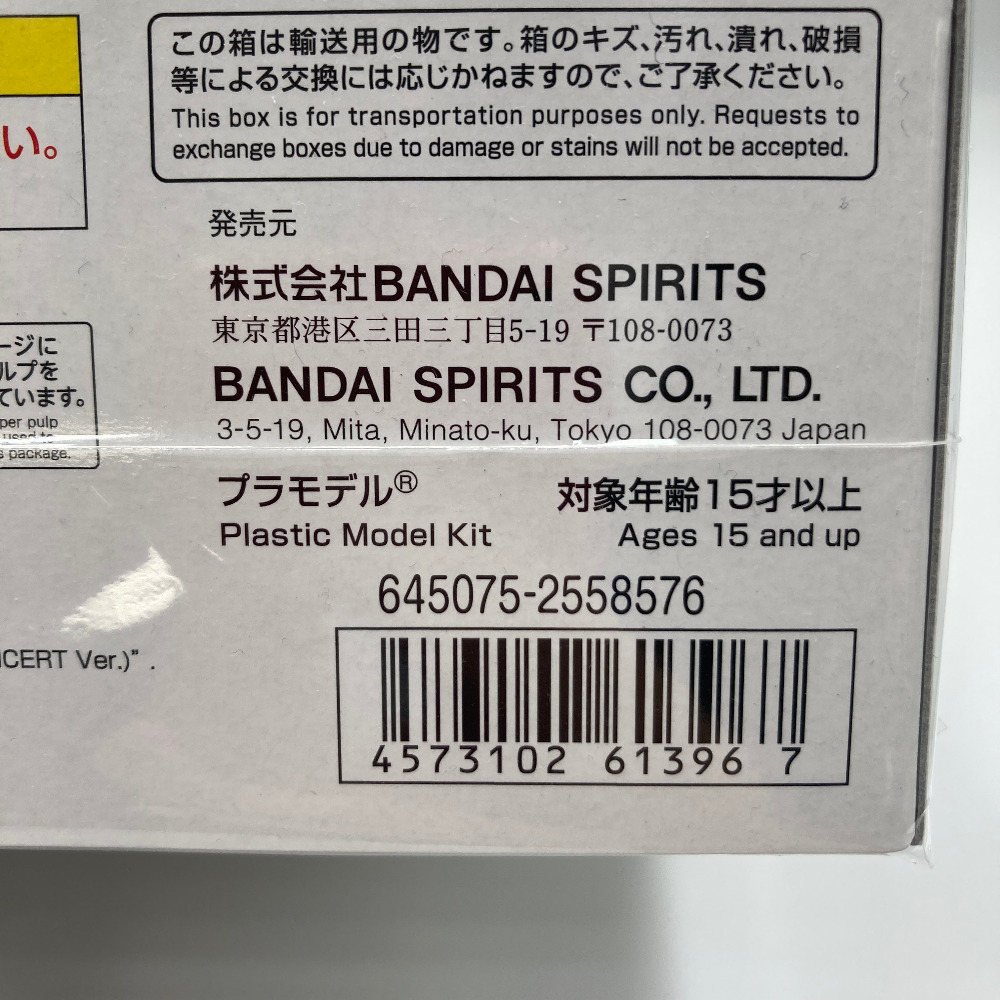 この箱は輸送用の物です。箱のキズ、汚れ、潰れ、破損
等による交換には応じかねますので、ご了承ください。
This box is for transportation purposes only. Requests to
exchange boxes due to damage or stains will not be accepted.
い。
発売元
株式会社BANDAI SPIRITS
東京都港区三田三丁目5-19 〒108-0073
BANDAI SPIRITS CO., LTD.
3-5-19, Mita, Minato-ku, Tokyo 108-0073 Japan
ージに
ルプを
ています。
per pulp
used to
s package.
プラモデル®
対象年齢15才以上
Plastic Model Kit
Ages 15 and up
645075-2558576
CERT Ver.)” .
4573102 61396 7